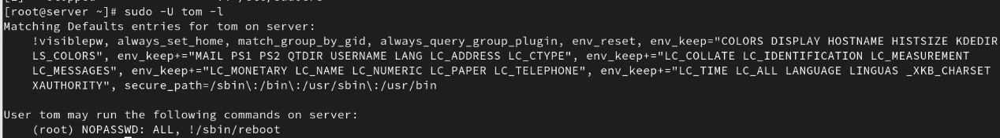 [root@server ~]# sudo -U tom -l
Matching Defaults entries for tom on server:
    !visiblepw, always_set_home, match_group_by_gid, always_query_group_plugin, env_reset, env_keep="COLORS DISPLAY HOSTNAME HISTSIZE KDEDIR
    LS_COLORS", env_keep+="MAIL PS1 PS2 QTDIR USERNAME LANG LC_ADDRESS LC_CTYPE", env_keep+="LC_COLLATE LC_IDENTIFICATION LC_MEASUREMENT
    LC_MESSAGES", env_keep+="LC_MONETARY LC_NAME LC_NUMERIC LC_PAPER LC_TELEPHONE", env_keep+="LC_TIME LC_ALL LANGUAGE LINGUAS _XKB_CHARSET
    XAUTHORITY", secure_path=/sbin\:/bin\:/usr/sbin\:/usr/bin

User tom may run the following commands on server:
    (root) NOPASSWD: ALL, !/sbin/reboot